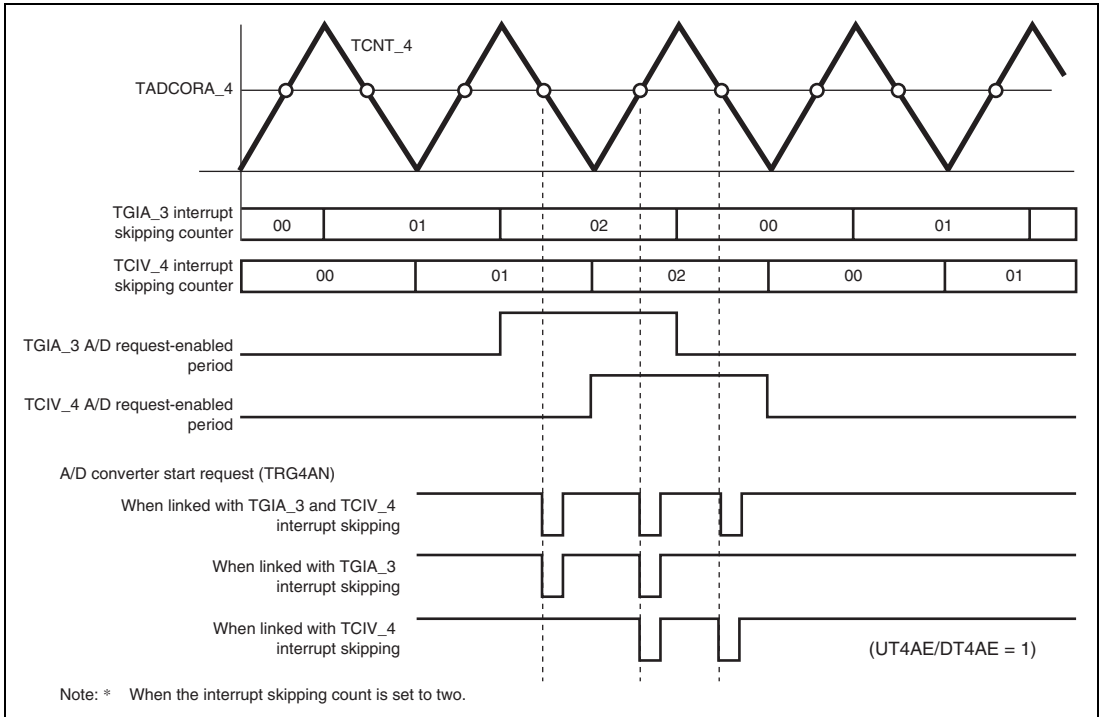 TCNT_4
TADCORA_4
TGIA_3 interrupt
skipping counter
00 01 02 00 01
TCIV_4 interrupt
skipping counter
00 01 02 00 01
TGIA_3 A/D request-enabled
period
TCIV_4 A/D request-enabled
period
A/D converter start request (TRG4AN)
When linked with TGIA_3 and TCIV_4
interrupt skipping
When linked with TGIA_3
interrupt skipping
When linked with TCIV_4
interrupt skipping
(UT4AE/DT4AE = 1)
Note: * When the interrupt skipping count is set to two.